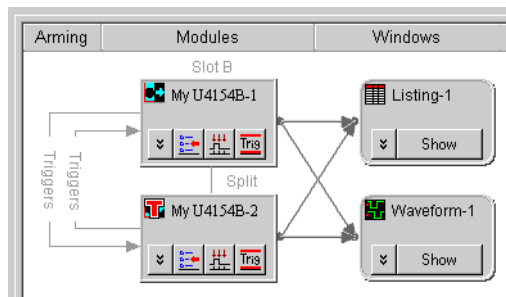 Arming Modules Windows
Slot B
My U4154B-1 Listing-1
Trig Show
Triggers Triggers
Split
My U4154B-2 Waveform-1
Trig Show